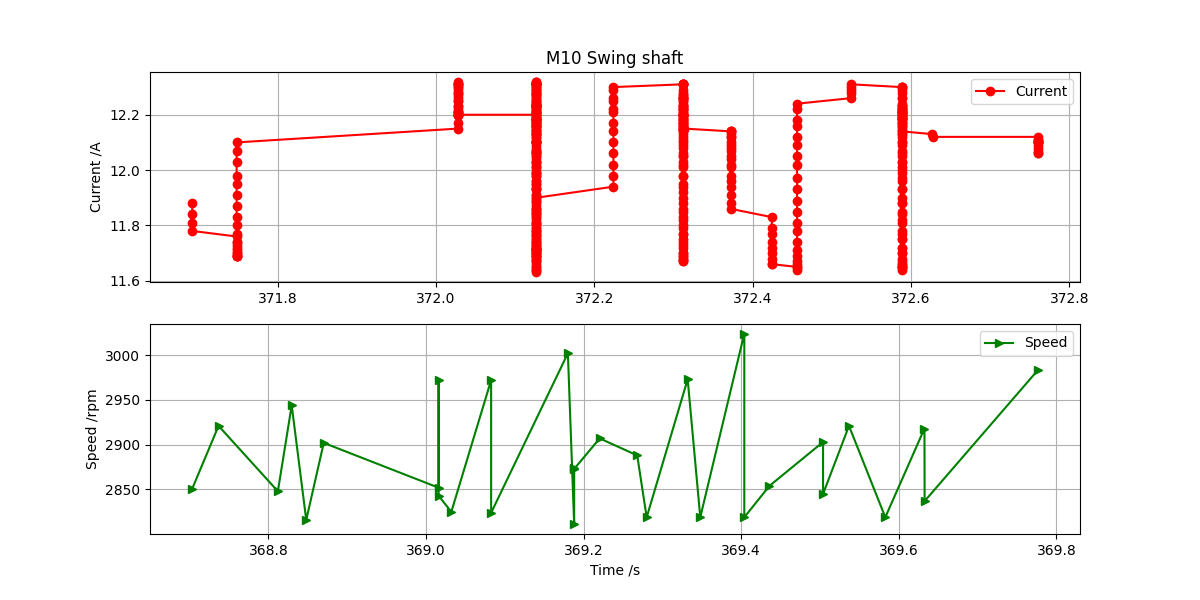 M10 Swing shaft
Current
Current /A
12.2
12.0
11.8
11.6
371.8 372.0 372.2 372.4 372.6 372.8
Speed
Speed /rpm
3000
2950
2900
2850
368.8 369.0 369.2 369.4 369.6 369.8
Time /s